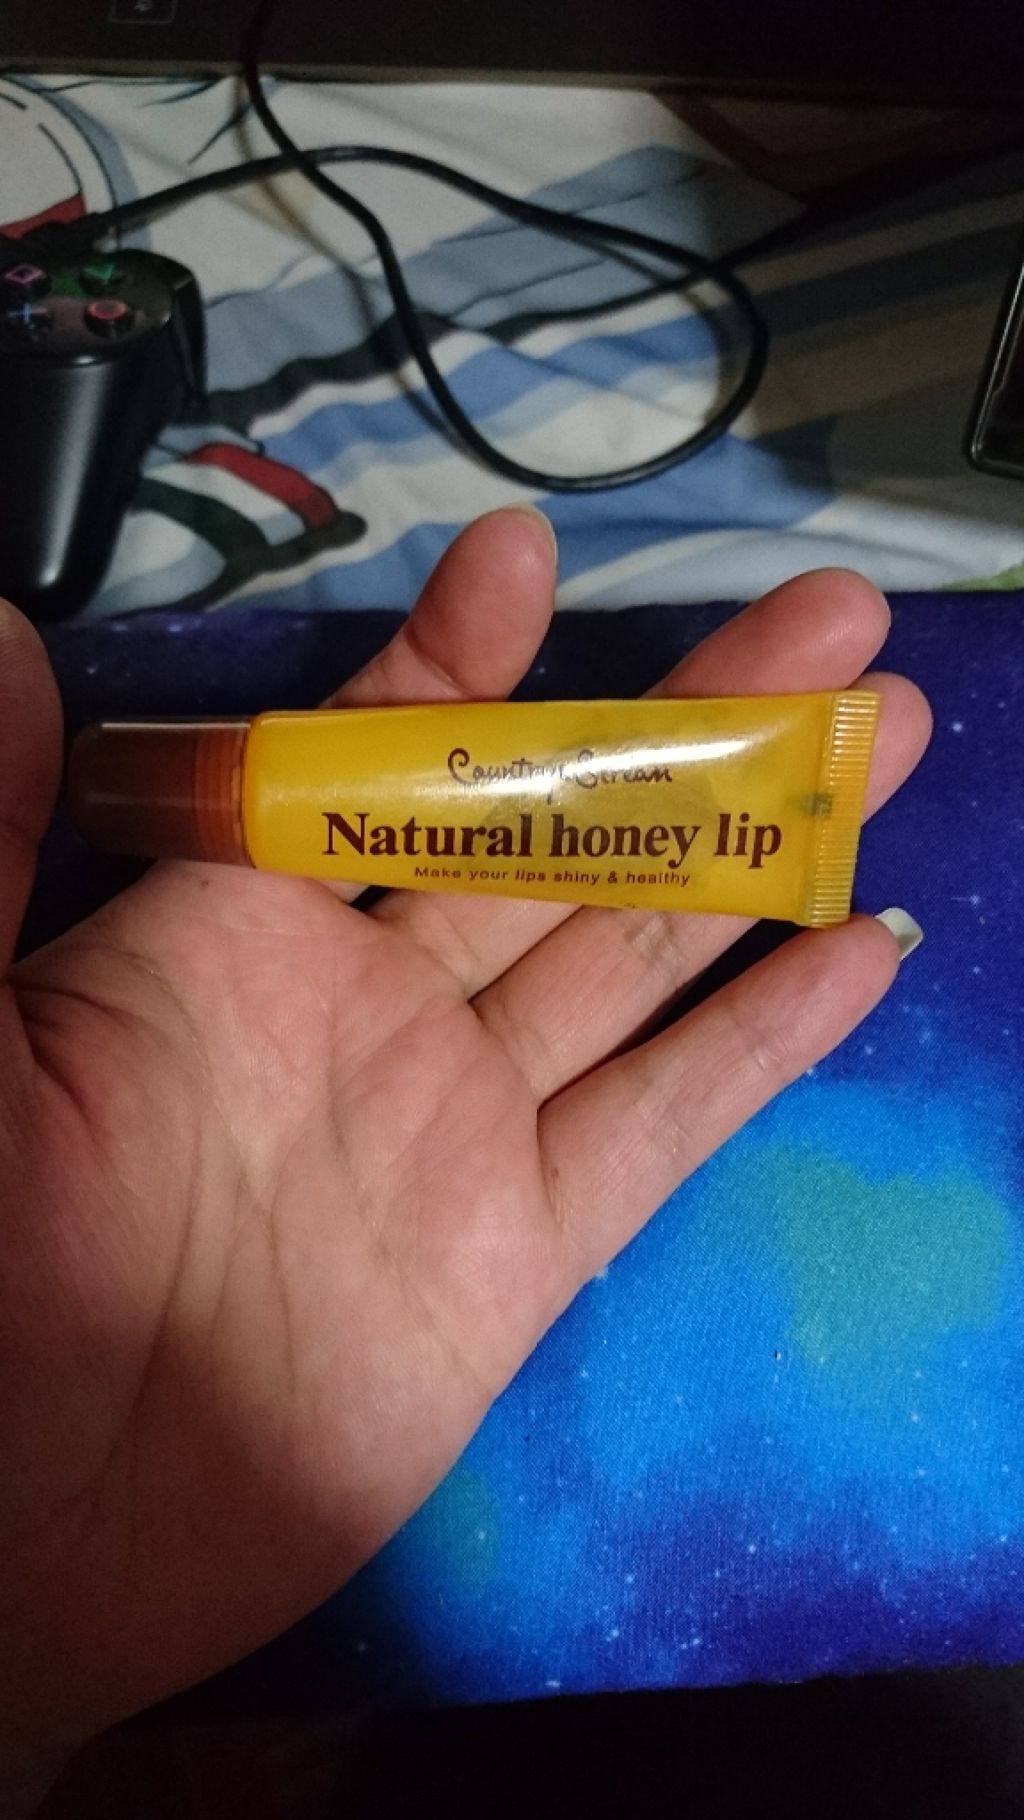 Country & Stream
Natural honey lip
Make your lips shiny & healthy